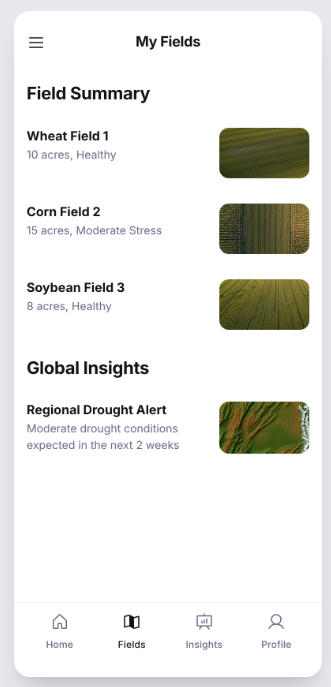 My Fields
Field Summary
Wheat Field 1
10 acres, Healthy
Corn Field 2
15 acres, Moderate Stress
Soybean Field 3
8 acres, Healthy
Global Insights
Regional Drought Alert
Moderate drought conditions
expected in the next 2 weeks
Home
Fields
Insights
Profile